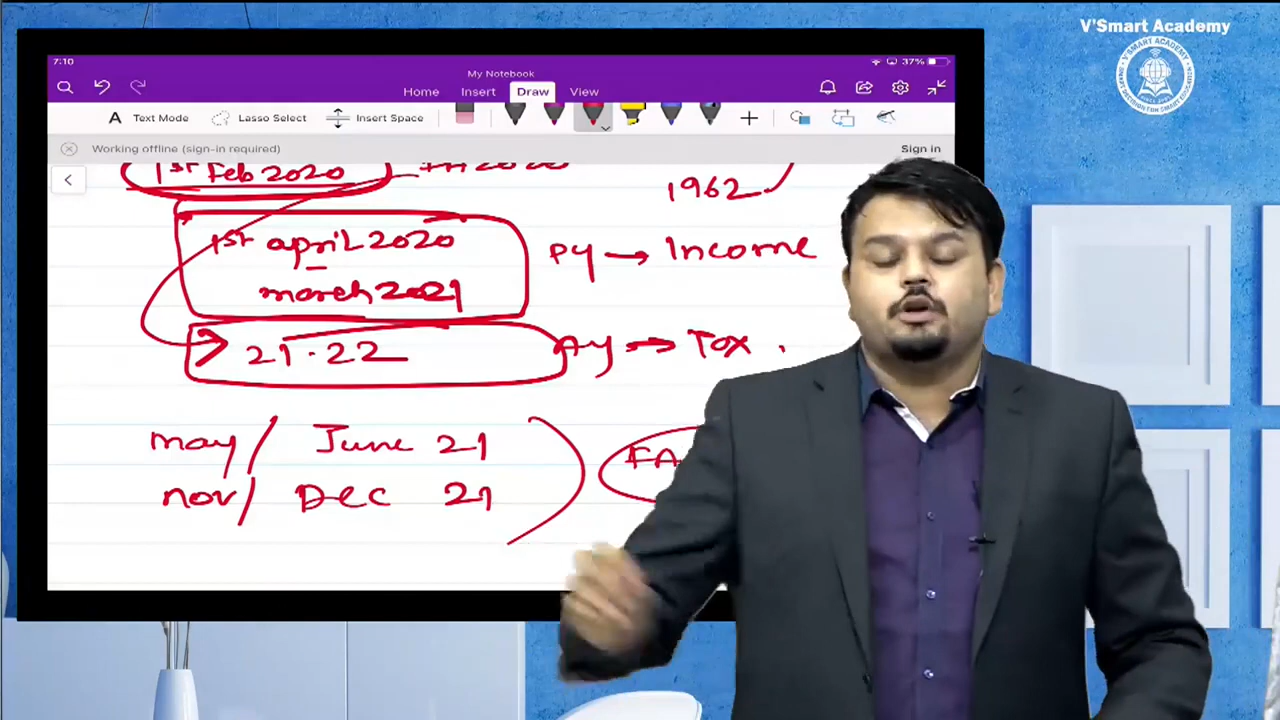 V'Smart Academy
7:10
37%
My Notebook
Home Insert Draw View
A Text Mode Lasso Select Insert Space
Working offline (sign-in required) Sign in
1st Feb 2020
1962
1st april 2020
PY → Income
march 2021
21-22 AY → Tax
may / June 21
nov / Dec 21
FA